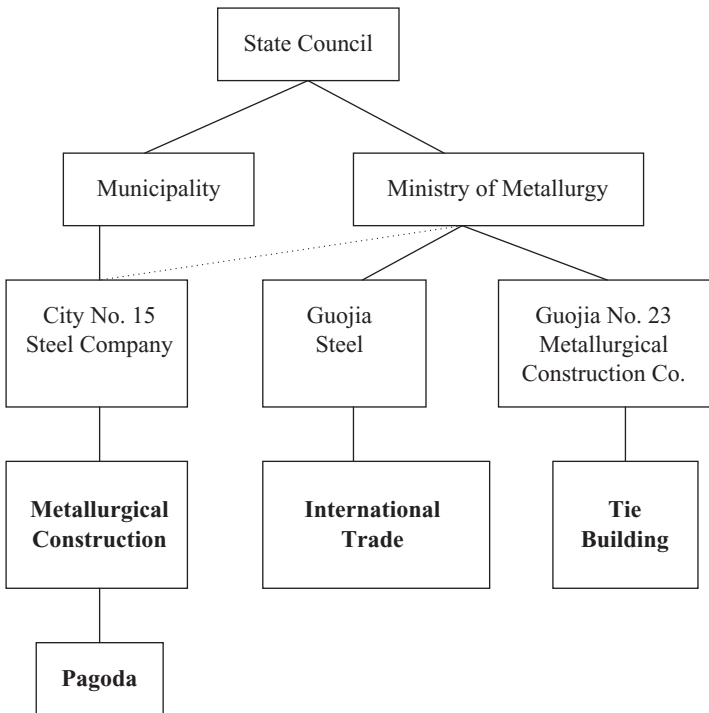 State Council
Municipality
Ministry of Metallurgy
City No. 15
Steel Company
Guojia
Steel
Guojia No. 23
Metallurgical
Construction Co.
Metallurgical
Construction
International
Trade
Tie
Building
Pagoda